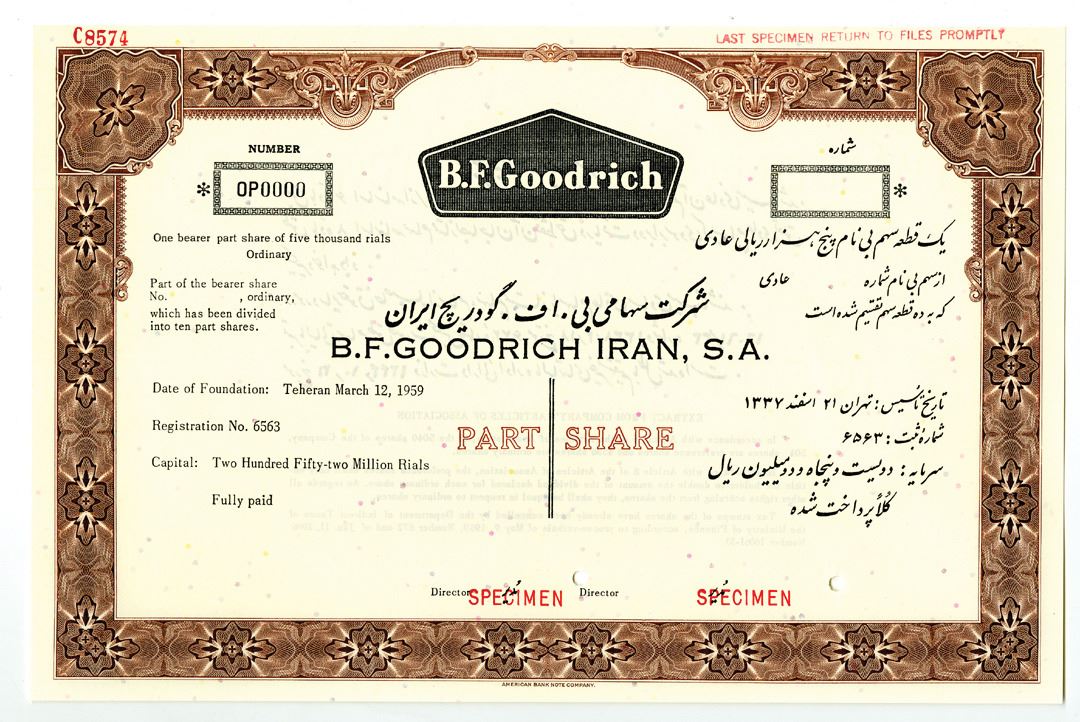 C8574
LAST SPECIMEN RETURN TO FILES PROMPTLY
NUMBER
شماره
B.F.Goodrich
* OP0000
*
One bearer part share of five thousand rials
Ordinary
یک قطعه سهم بی نام پنج هزار ریالی عادی
Part of the bearer share
No. , ordinary,
which has been divided
into ten part shares.
از سهم بی نام شماره عادی
که به ده قطعه سهم تقسیم شده است
شرکت سهامی بی . اف . گودریچ ایران
B.F.GOODRICH IRAN, S.A.
Date of Foundation: Teheran March 12, 1959
تاریخ تأسیس : تهران ۲۱ اسفند ۱۳۳۷
Registration No. 6563
شماره ثبت : ۶۵۶۳
PART SHARE
Capital: Two Hundred Fifty-two Million Rials
سرمایه : دویست و پنجاه و دو میلیون ریال
Fully paid
کلاً پرداخت شده
Director SPECIMEN مدیر Director SPECIMEN مدیر
AMERICAN BANK NOTE COMPANY.